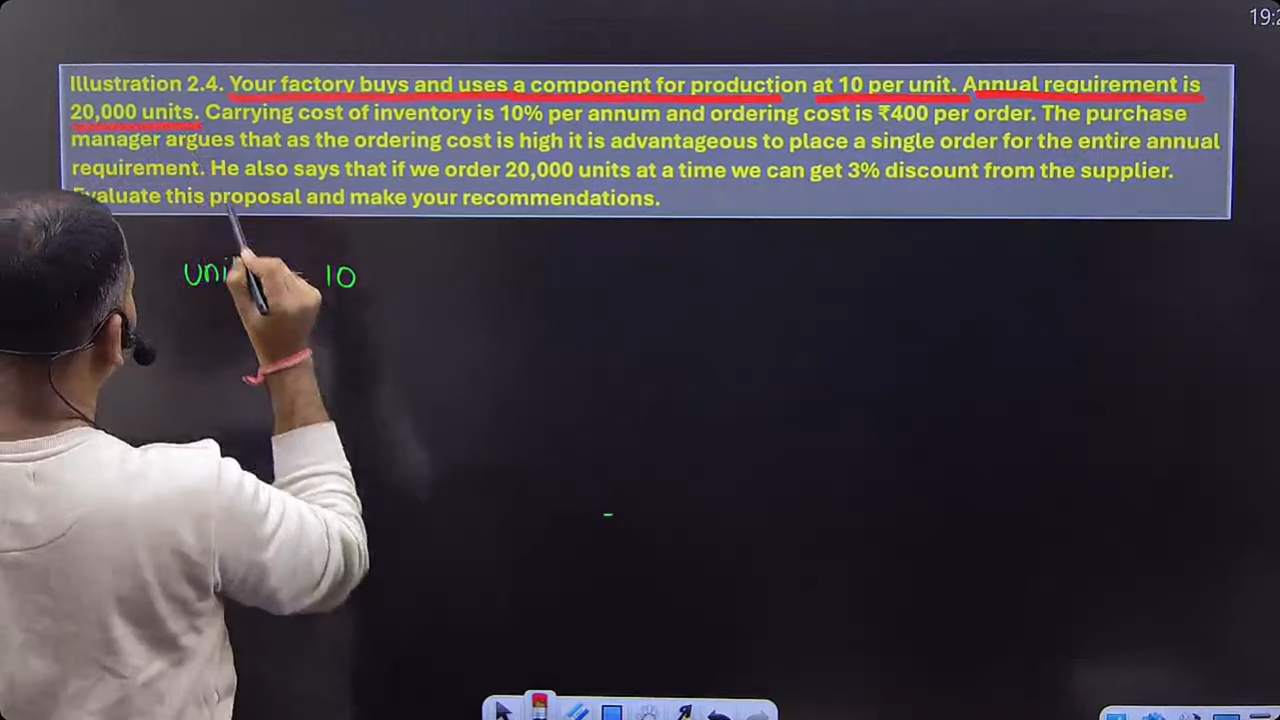 19:2
Illustration 2.4. Your factory buys and uses a component for production at 10 per unit. Annual requirement is
20,000 units. Carrying cost of inventory is 10% per annum and ordering cost is ₹400 per order. The purchase
manager argues that as the ordering cost is high it is advantageous to place a single order for the entire annual
requirement. He also says that if we order 20,000 units at a time we can get 3% discount from the supplier.
Evaluate this proposal and make your recommendations.
10